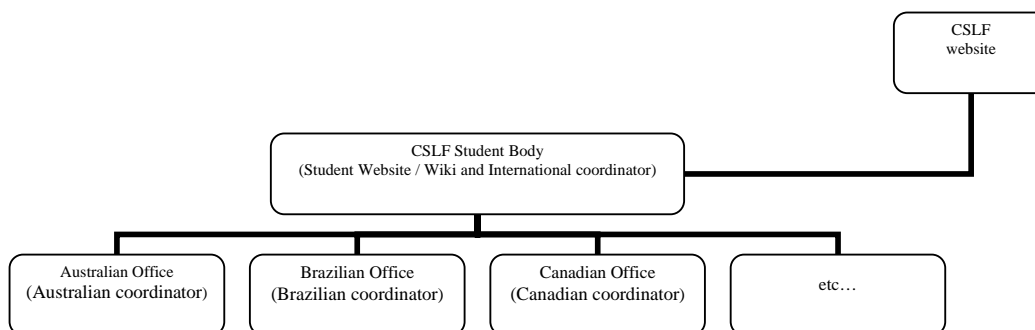 CSLF
website
CSLF Student Body
(Student Website / Wiki and International coordinator)
Australian Office
(Australian coordinator)
Brazilian Office
(Brazilian coordinator)
Canadian Office
(Canadian coordinator)
etc…